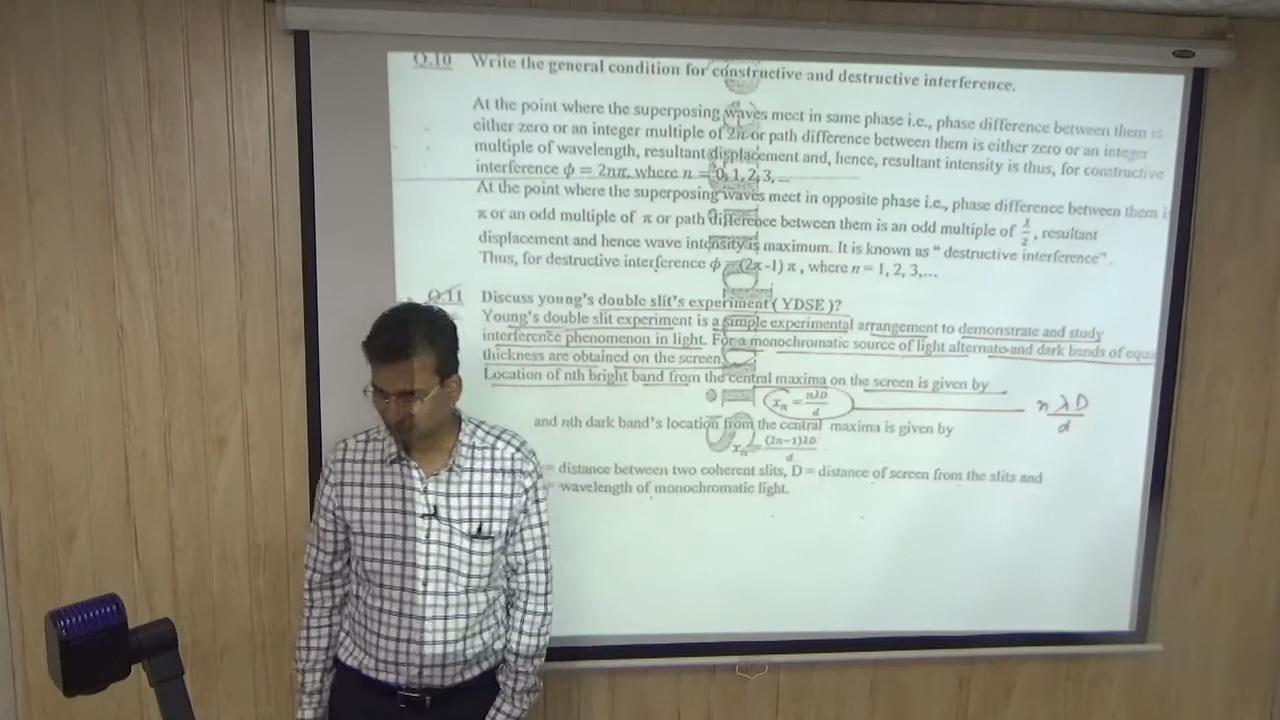 Q.10 Write the general condition for constructive and destructive interference.
At the point where the superposing waves meet in same phase i.e., phase difference between them is
either zero or an integer multiple of 2π or path difference between them is either zero or an integer
multiple of wavelength, resultant displacement and, hence, resultant intensity is thus, for constructive
interference ϕ = 2nπ, where n = 0, 1, 2, 3, ...
At the point where the superposing waves meet in opposite phase i.e., phase difference between them is
π or an odd multiple of π or path difference between them is an odd multiple of λ/2, resultant
displacement and hence wave intensity is maximum. It is known as “ destructive interference”.
Thus, for destructive interference ϕ = (2π -1) π , where n = 1, 2, 3,...
Q.11 Discuss young's double slit's experiment ( YDSE )?
Young's double slit experiment is a simple experimental arrangement to demonstrate and study
interference phenomenon in light. For a monochromatic source of light alternate and dark bands of equa
thickness are obtained on the screen.
Location of nth bright band from the central maxima on the screen is given by
xₙ = nλD/d nλD/d
and nth dark band's location from the central maxima is given by
xₙ = (2n−1)λD/d
= distance between two coherent slits, D = distance of screen from the slits and
= wavelength of monochromatic light.